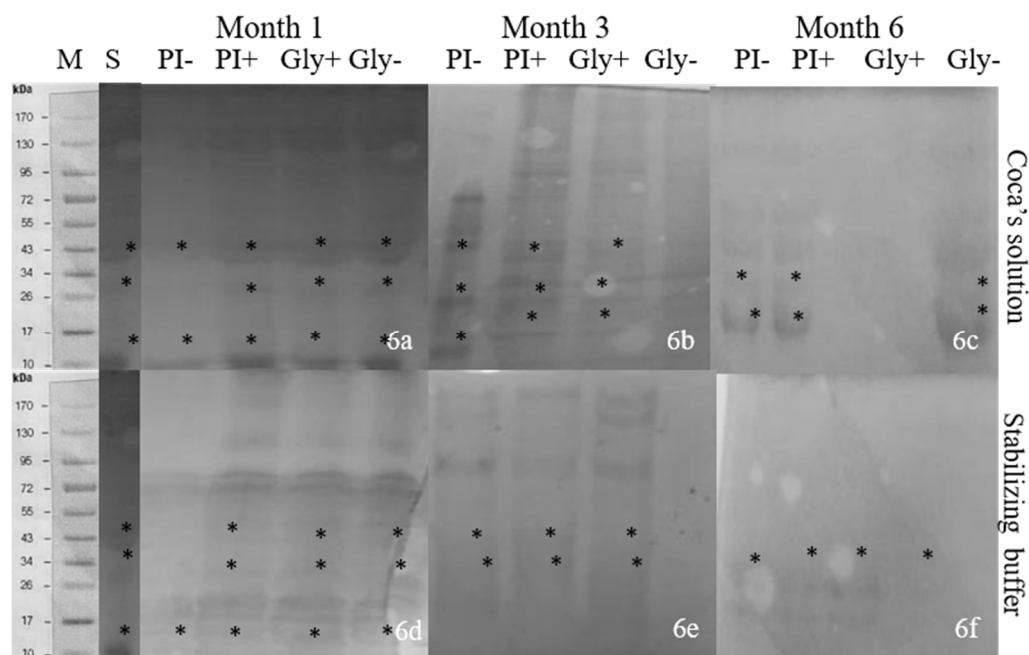 Month 1 Month 3 Month 6
M S PI- PI+ Gly+ Gly- PI- PI+ Gly+ Gly- PI- PI+ Gly+ Gly-
kDa
170
130
95
72
55
43
34
26
17
10
6a
6b
6c
Coca's solution
kDa
170
130
95
72
55
43
34
26
17
10
6d
6e
6f
Stabilizing buffer